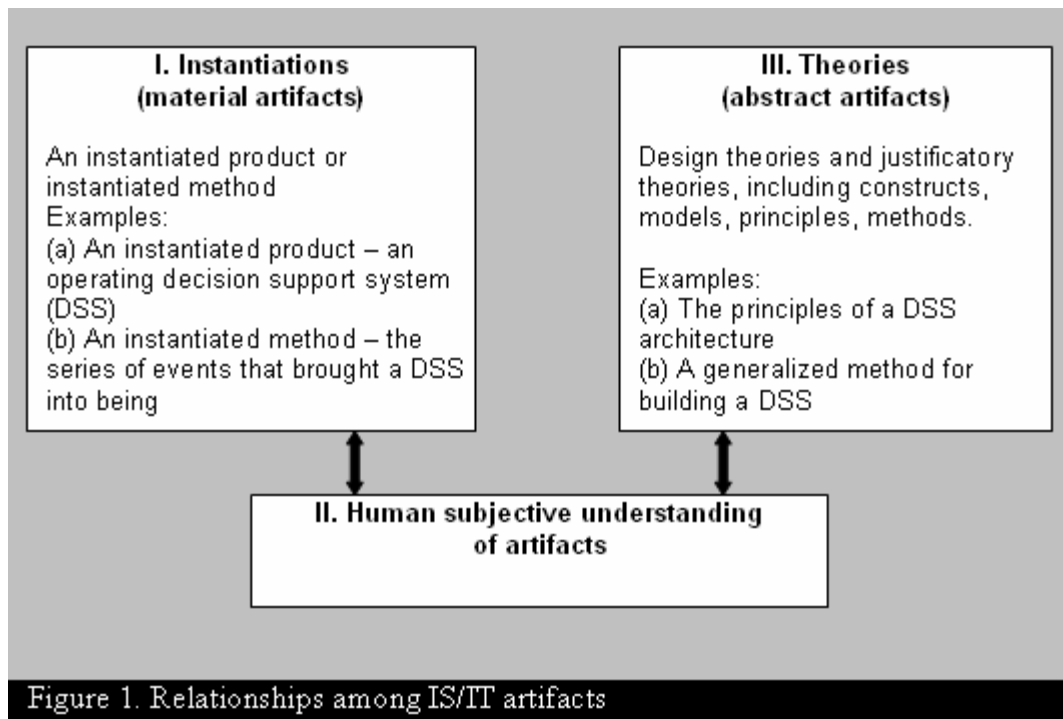 I. Instantiations
(material artifacts)
An instantiated product or
instantiated method
Examples:
(a) An instantiated product – an
operating decision support system
(DSS)
(b) An instantiated method – the
series of events that brought a DSS
into being
III. Theories
(abstract artifacts)
Design theories and justificatory
theories, including constructs,
models, principles, methods.
Examples:
(a) The principles of a DSS
architecture
(b) A generalized method for
building a DSS
II. Human subjective understanding
of artifacts
Figure 1. Relationships among IS/IT artifacts